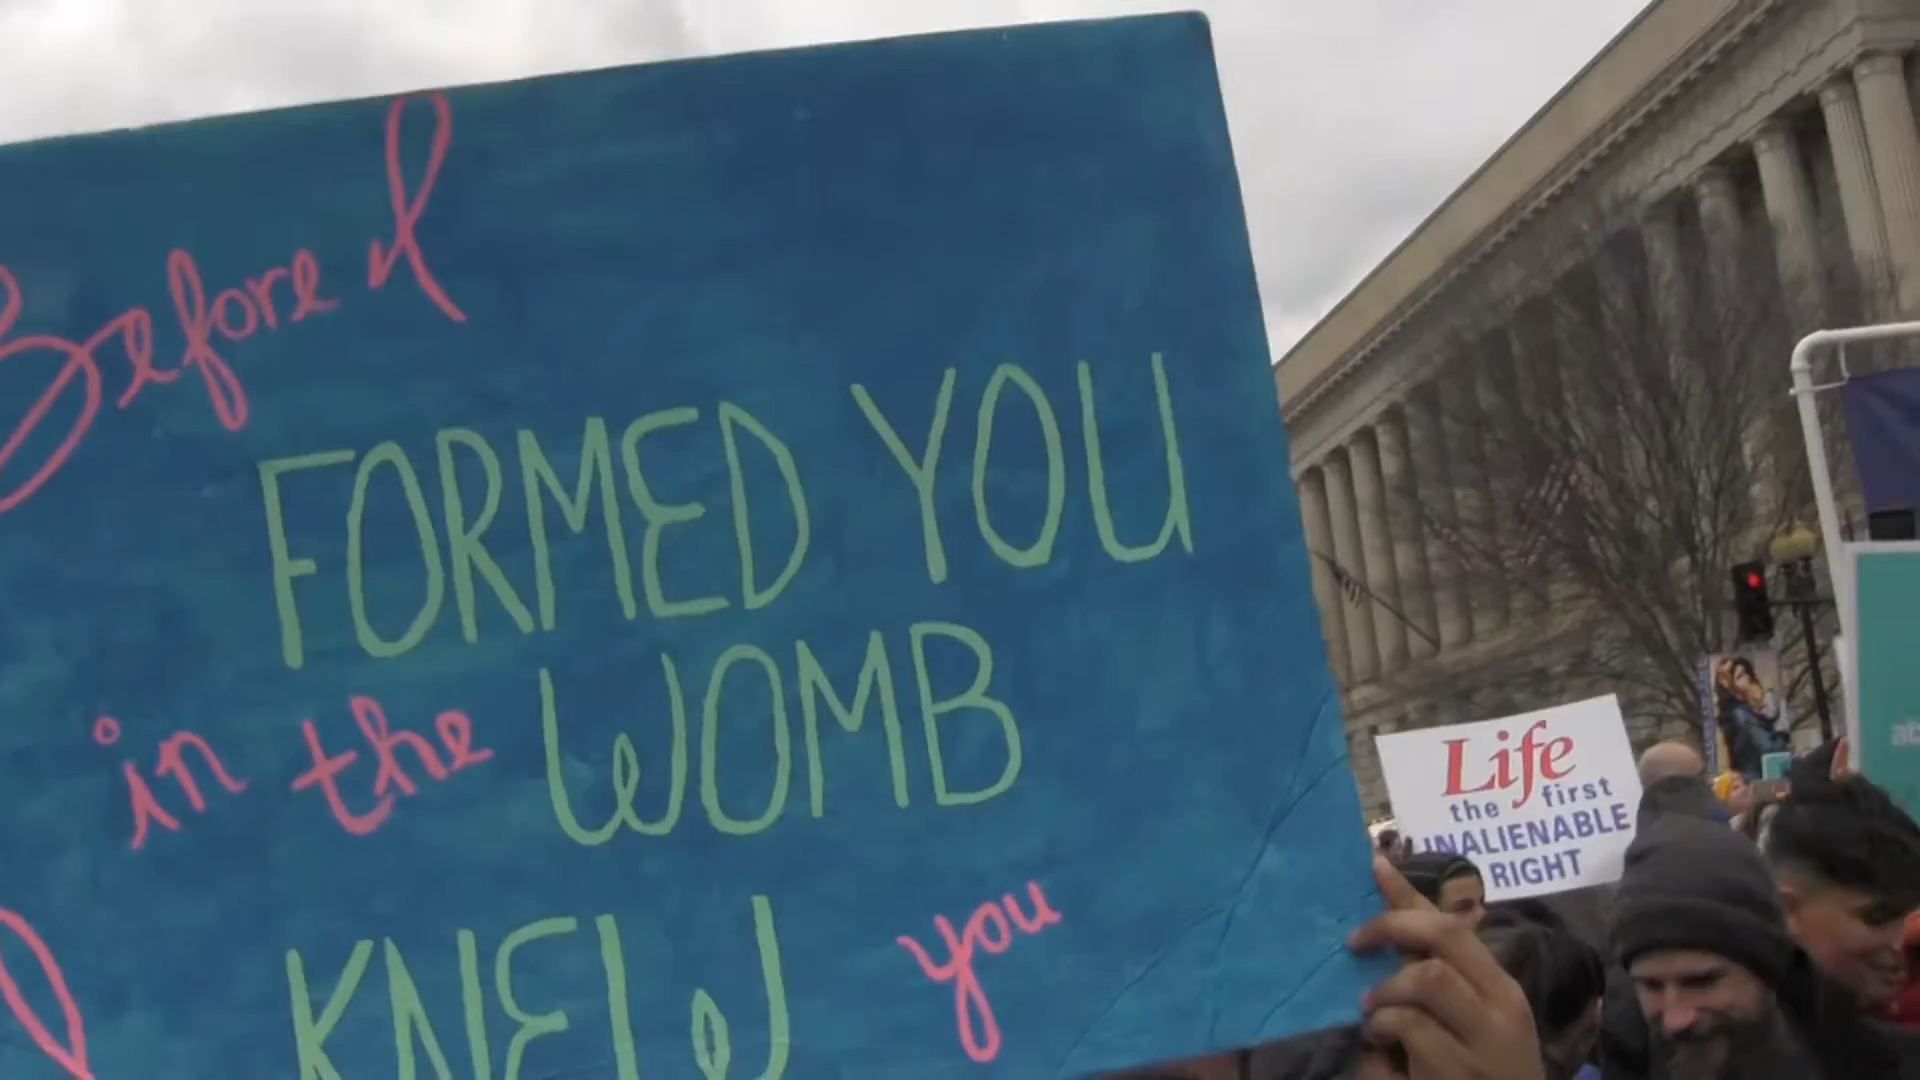 Before I
FORMED YOU
in the WOMB
I KNEW you
Life
the first
INALIENABLE
RIGHT